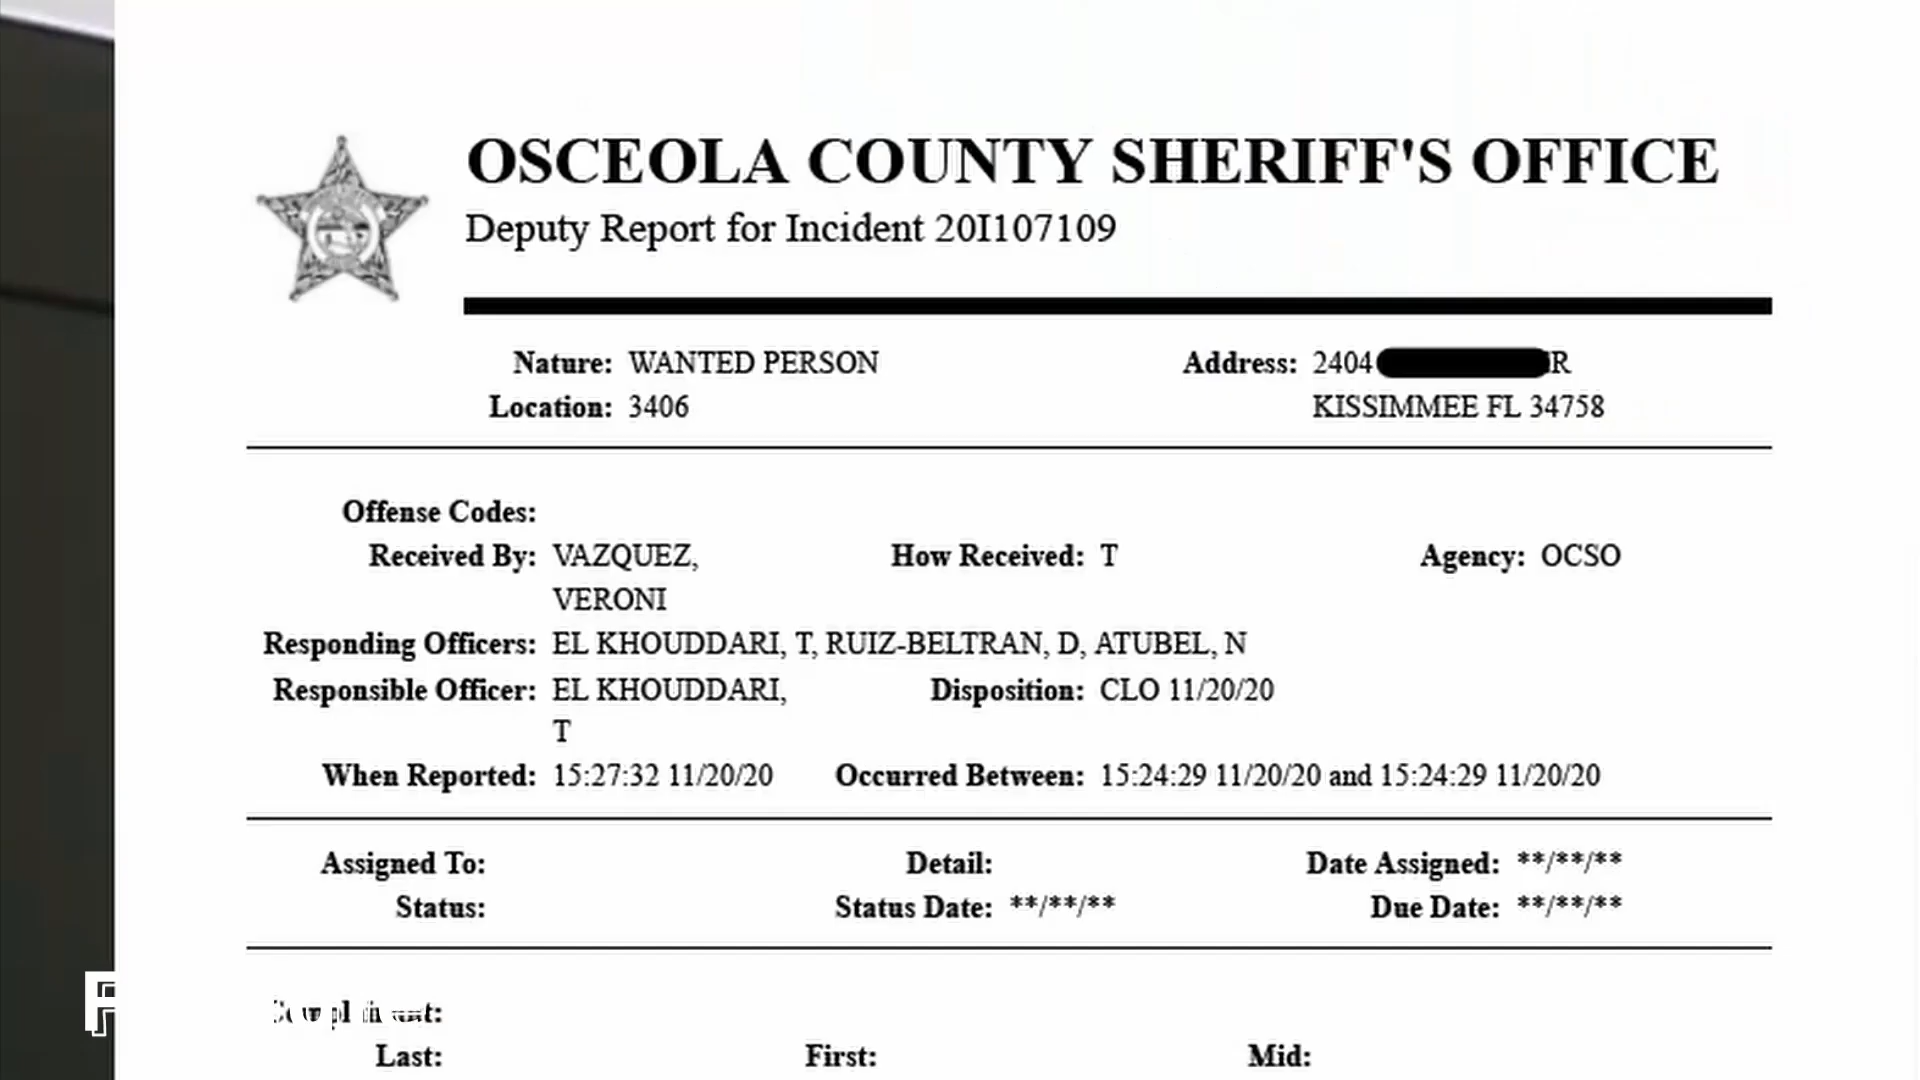 OSCEOLA COUNTY SHERIFF'S OFFICE
Deputy Report for Incident 20I107109
Nature: WANTED PERSON Address: 2404 R
Location: 3406 KISSIMMEE FL 34758
Offense Codes:
Received By: VAZQUEZ, How Received: T Agency: OCSO
VERONI
Responding Officers: EL KHOUDDARI, T, RUIZ-BELTRAN, D, ATUBEL, N
Responsible Officer: EL KHOUDDARI, Disposition: CLO 11/20/20
T
When Reported: 15:27:32 11/20/20 Occurred Between: 15:24:29 11/20/20 and 15:24:29 11/20/20
Assigned To: Detail: Date Assigned: **/**/**
Status: Status Date: **/**/** Due Date: **/**/**
Last: First: Mid: